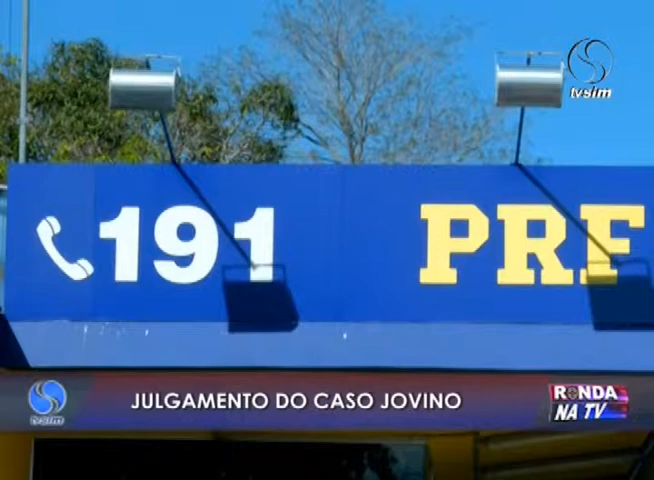 tvsim
191 PRF
JULGAMENTO DO CASO JOVINO
RONDA
NA TV
tvsim